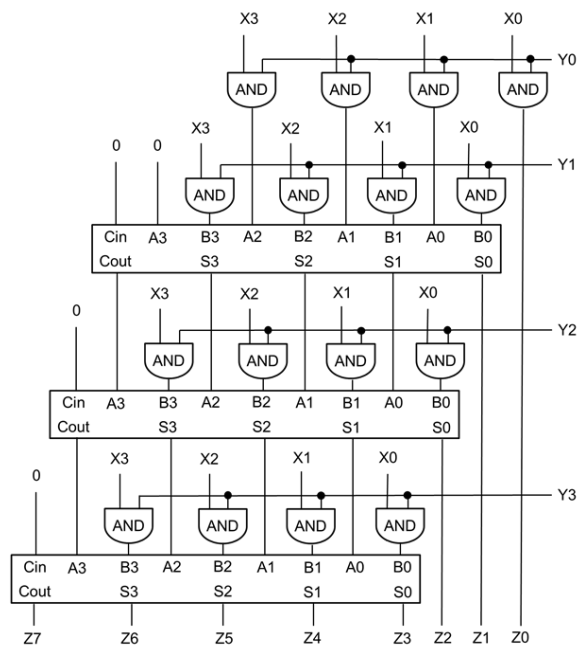 X3 X2 X1 X0
Y0
AND AND AND AND
0 0 X3 X2 X1 X0
Y1
AND AND AND AND
Cin A3 B3 A2 B2 A1 B1 A0 B0
Cout S3 S2 S1 S0
0 X3 X2 X1 X0
Y2
AND AND AND AND
Cin A3 B3 A2 B2 A1 B1 A0 B0
Cout S3 S2 S1 S0
0 X3 X2 X1 X0
Y3
AND AND AND AND
Cin A3 B3 A2 B2 A1 B1 A0 B0
Cout S3 S2 S1 S0
Z7 Z6 Z5 Z4 Z3 Z2 Z1 Z0